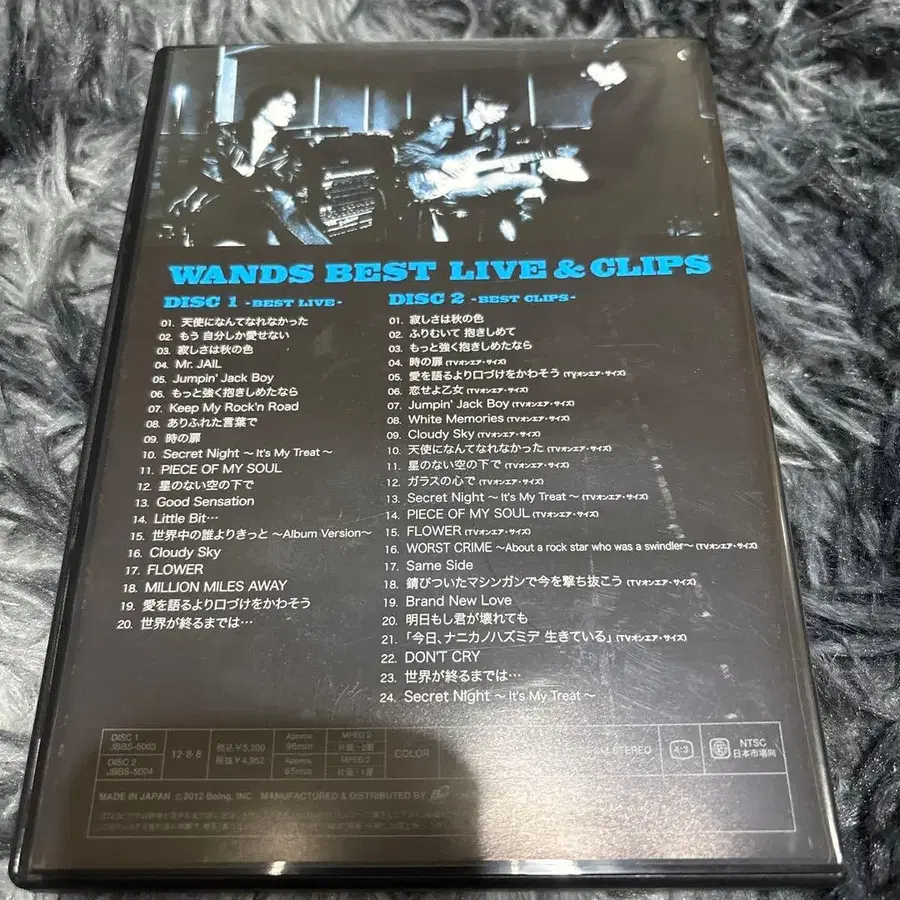 WANDS BEST LIVE & CLIPS
DISC 1 -BEST LIVE-
01. 天使になんてなれなかった
02. もう 自分しか愛せない
03. 寂しさは秋の色
04. Mr. JAIL
05. Jumpin' Jack Boy
06. もっと強く抱きしめたなら
07. Keep My Rock'n Road
08. ありふれた言葉で
09. 時の扉
10. Secret Night ～It's My Treat～
11. PIECE OF MY SOUL
12. 星のない空の下で
13. Good Sensation
14. Little Bit…
15. 世界中の誰よりきっと ～Album Version～
16. Cloudy Sky
17. FLOWER
18. MILLION MILES AWAY
19. 愛を語るより口づけをかわそう
20. 世界が終るまでは…
DISC 2 -BEST CLIPS-
01. 寂しさは秋の色
02. ふりむいて 抱きしめて
03. もっと強く抱きしめたなら
04. 時の扉 (TVオンエア・サイズ)
05. 愛を語るより口づけをかわそう (TVオンエア・サイズ)
06. 恋せよ乙女 (TVオンエア・サイズ)
07. Jumpin' Jack Boy (TVオンエア・サイズ)
08. White Memories (TVオンエア・サイズ)
09. Cloudy Sky (TVオンエア・サイズ)
10. 天使になんてなれなかった (TVオンエア・サイズ)
11. 星のない空の下で (TVオンエア・サイズ)
12. ガラスの心で (TVオンエア・サイズ)
13. Secret Night ～It's My Treat～ (TVオンエア・サイズ)
14. PIECE OF MY SOUL (TVオンエア・サイズ)
15. FLOWER (TVオンエア・サイズ)
16. WORST CRIME ～About a rock star who was a swindler～ (TVオンエア・サイズ)
17. Same Side
18. 錆びついたマシンガンで今を撃ち抜こう (TVオンエア・サイズ)
19. Brand New Love
20. 明日もし君が壊れても
21. 「今日、ナニカノハズミデ 生きている」 (TVオンエア・サイズ)
22. DON'T CRY
23. 世界が終るまでは…
24. Secret Night ～It's My Treat～
DISC 1
JBBS-5003
DISC 2
JBBS-5004
12・8・8
税込¥5,200
税抜¥4,952
Approx.
96min
Approx.
65min
MPEG 2
片面・2層
MPEG 2
片面・1層
COLOR
STEREO
4:3
NTSC
日本市場向
MADE IN JAPAN ©2012 Being, INC. MANUFACTURED & DISTRIBUTED BY